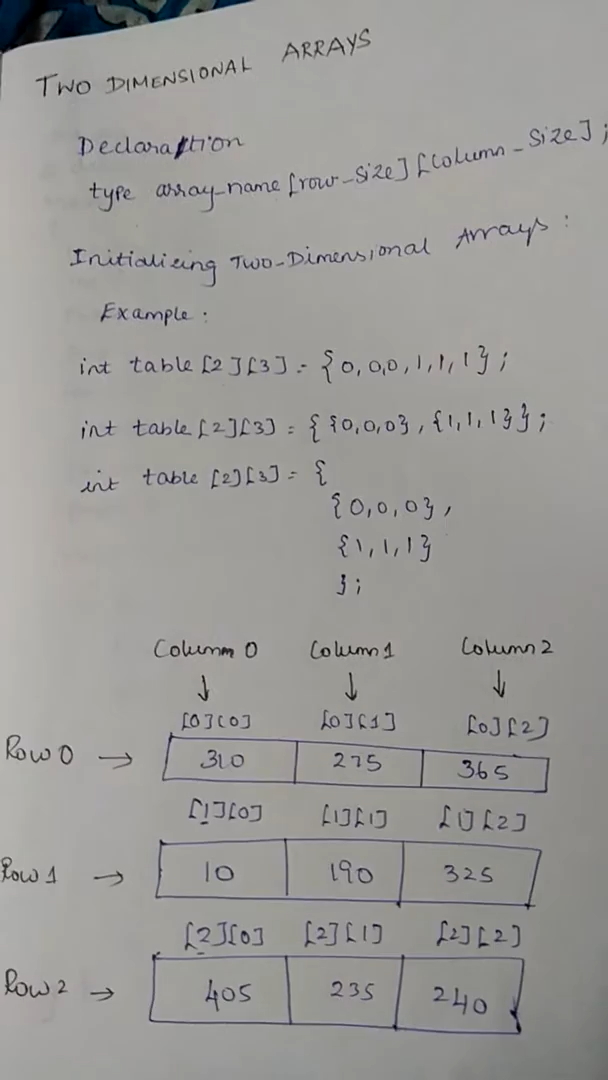 TWO DIMENSIONAL ARRAYS
Declaration
type array-name [row-size] [Column-Size];
Initializing Two-Dimensional Arrays:
Example:
int table [2][3] = {0,0,0,1,1,1};
int table [2][3] = { {0,0,0}, {1,1,1} };
int table [2][3] = {
{0,0,0},
{1,1,1}
};
Column 0 Column 1 Column 2
↓ ↓ ↓
[0][0] [0][1] [0][2]
Row 0 → 310 275 365
[1][0] [1][1] [1][2]
Row 1 → 10 190 325
[2][0] [2][1] [2][2]
Row 2 → 405 235 240